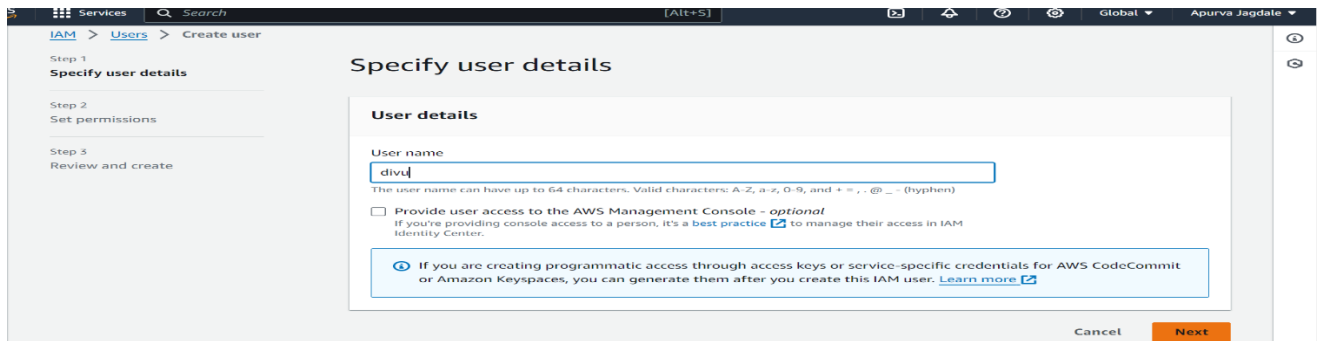 Services Search [Alt+S] Global Apurva Jagdale
IAM > Users > Create user
Step 1
Specify user details
Step 2
Set permissions
Step 3
Review and create
Specify user details
User details
User name
divu
The user name can have up to 64 characters. Valid characters: A-Z, a-z, 0-9, and + = , . @ _ - (hyphen)
Provide user access to the AWS Management Console - optional
If you're providing console access to a person, it's a best practice to manage their access in IAM
Identity Center.
If you are creating programmatic access through access keys or service-specific credentials for AWS CodeCommit
or Amazon Keyspaces, you can generate them after you create this IAM user. Learn more
Cancel Next